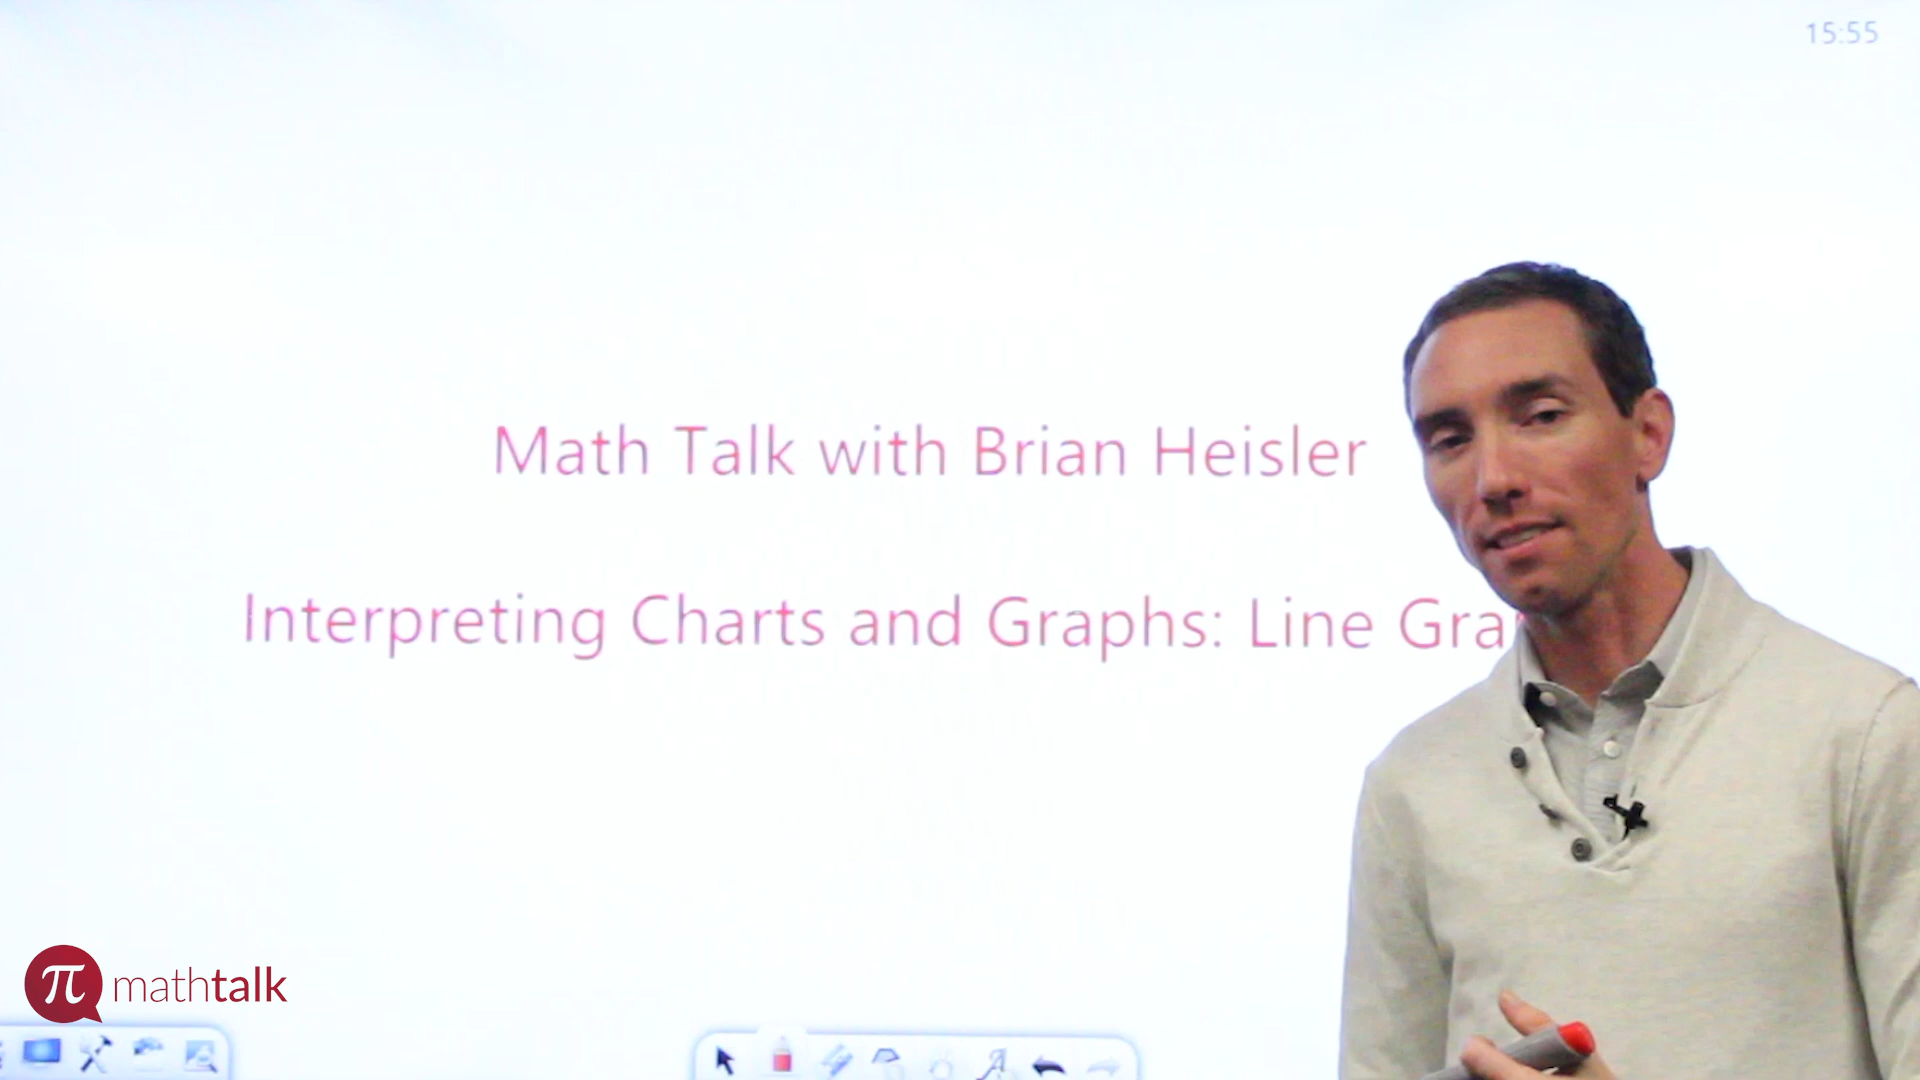 15:55
Math Talk with Brian Heisler
Interpreting Charts and Graphs: Line Gra
π mathtalk